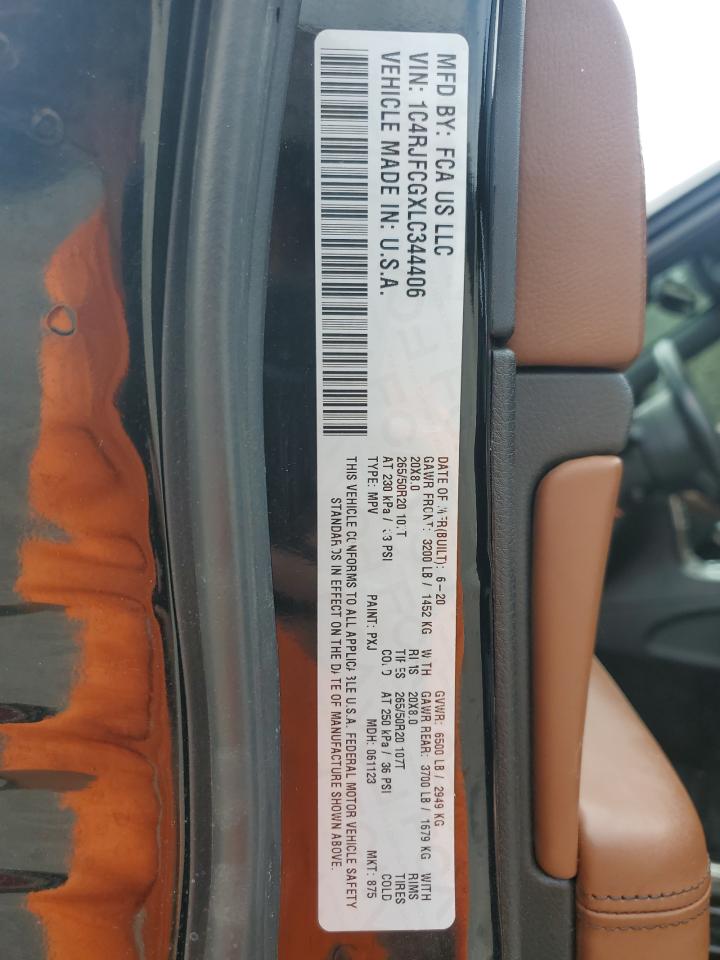 MFD BY: FCA US LLC
VIN: 1C4RJFCGXLC344406
VEHICLE MADE IN: U.S.A.
DATE OF MFR(BUILT): 6-20 GVWR: 6500 LB / 2949 KG
GAWR FRONT: 3200 LB / 1452 KG WITH GAWR REAR: 3700 LB / 1679 KG WITH
20X8.0 RIMS 20X8.0 RIMS
265/50R20 107T TIRES 265/50R20 107T TIRES
AT 230 kPa / 33 PSI COLD AT 250 kPa / 36 PSI COLD
TYPE: MPV PAINT: PXJ MDH: 061123 MKT: 875
THIS VEHICLE CONFORMS TO ALL APPLICABLE U.S.A. FEDERAL MOTOR VEHICLE SAFETY
STANDARDS IN EFFECT ON THE DATE OF MANUFACTURE SHOWN ABOVE.